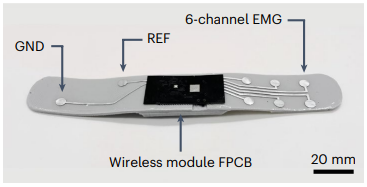 6-channel EMG
REF
GND
Wireless module FPCB
20 mm